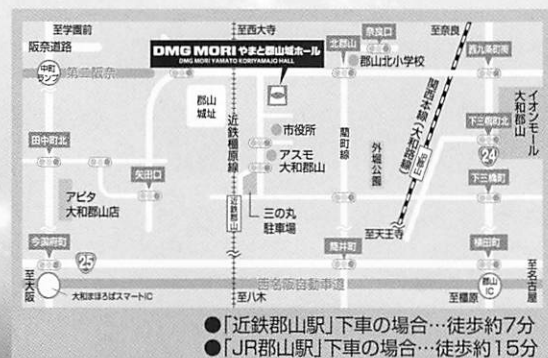 至学園前
至西大寺
至奈良
阪奈道路
DMG MORI やまと郡山城ホール
DMG MORI YAMATO KORIYAMAJO HALL
北郡山
奈良口
郡山北小学校
西九条町南
中町ランプ
第二阪奈
郡山城址
近鉄橿原線
市役所
アスモ大和郡山
藺町線
外堀公園
関西本線(大和路線)
JR郡山
下三橋町北
イオンモール大和郡山
24
田中町北
矢田口
下三橋町
アピタ大和郡山店
近鉄郡山
三の丸駐車場
至天王寺
今国府町
25
筒井町
横田町
至大阪
大和まほろばスマートIC
西名阪自動車道
至八木
至橿原
郡山IC
至名古屋
●「近鉄郡山駅」下車の場合…徒歩約7分
●「JR郡山駅」下車の場合…徒歩約15分